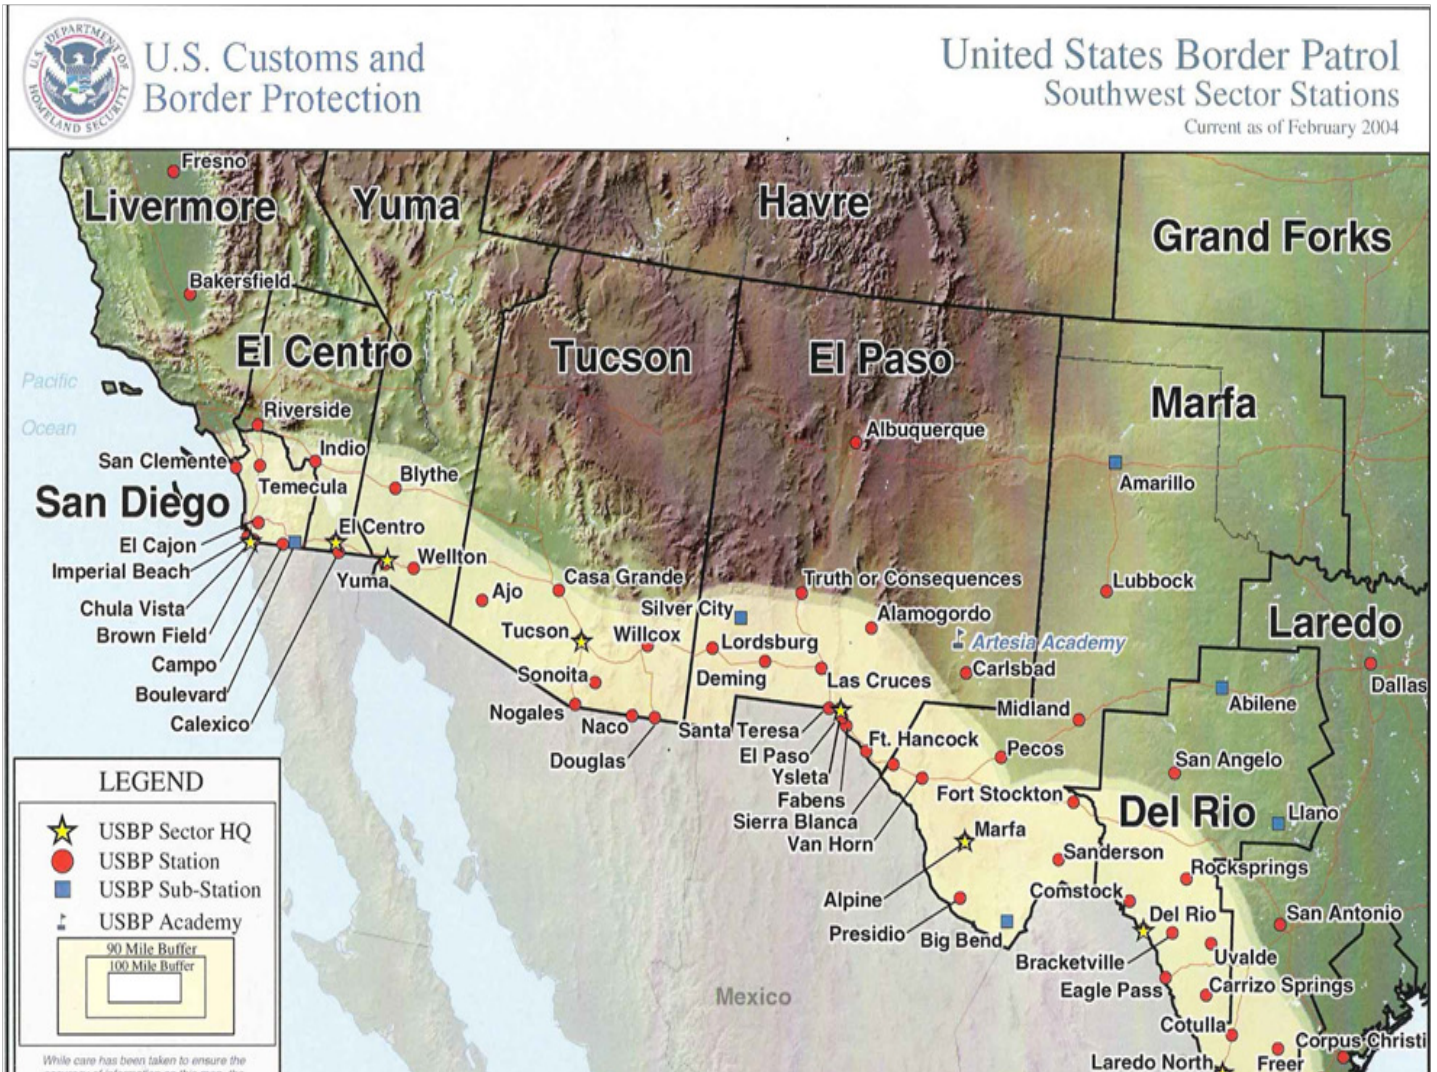 U.S. DEPARTMENT OF
HOMELAND SECURITY
U.S. Customs and
Border Protection
United States Border Patrol
Southwest Sector Stations
Current as of February 2004
Fresno
Livermore
Yuma
Havre
Grand Forks
Bakersfield
El Centro
Tucson
El Paso
Marfa
Pacific
Ocean
Riverside
Albuquerque
Indio
San Clemente
Blythe
Temecula
Amarillo
San Diego
El Centro
El Cajon
Wellton
Imperial Beach
Yuma
Casa Grande
Truth or Consequences
Lubbock
Ajo
Chula Vista
Silver City
Alamogordo
Laredo
Brown Field
Tucson
Willcox
Lordsburg
Artesia Academy
Campo
Sonoita
Deming
Las Cruces
Carlsbad
Dallas
Boulevard
Abilene
Calexico
Nogales
Naco
Santa Teresa
Midland
Douglas
El Paso
Ft. Hancock
Pecos
San Angelo
Ysleta
Fabens
Fort Stockton
Del Rio
Llano
Sierra Blanca
Van Horn
Marfa
Sanderson
Rocksprings
Alpine
Comstock
Presidio
Big Bend
Del Rio
San Antonio
Bracketville
Uvalde
Eagle Pass
Carrizo Springs
Mexico
Cotulla
Corpus Christi
Laredo North
Freer
LEGEND
USBP Sector HQ
USBP Station
USBP Sub-Station
USBP Academy
90 Mile Buffer
100 Mile Buffer
While care has been taken to ensure the